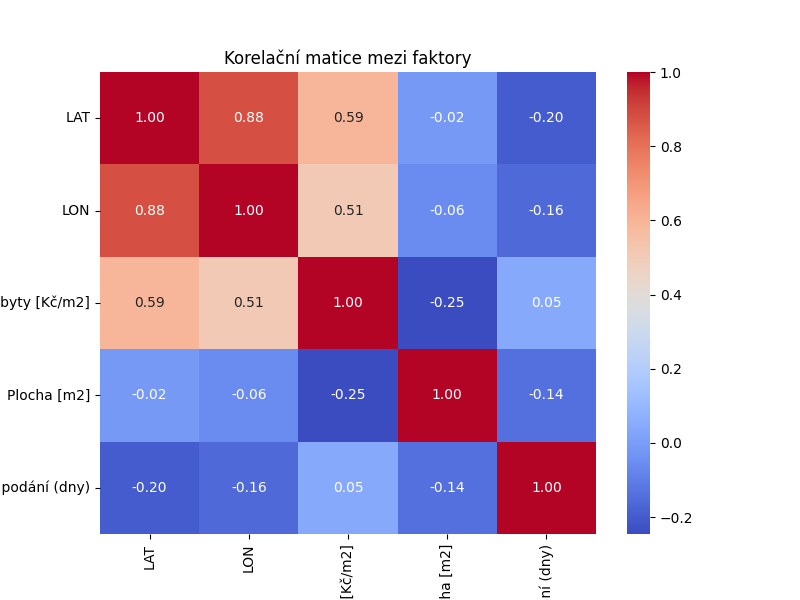 Korelační matice mezi faktory
LAT 1.00 0.88 0.59 -0.02 -0.20
LON 0.88 1.00 0.51 -0.06 -0.16
byty [Kč/m2] 0.59 0.51 1.00 -0.25 0.05
Plocha [m2] -0.02 -0.06 -0.25 1.00 -0.14
podání (dny) -0.20 -0.16 0.05 -0.14 1.00
LAT
LON
[Kč/m2]
ha [m2]
ní (dny)
1.0
0.8
0.6
0.4
0.2
0.0
−0.2